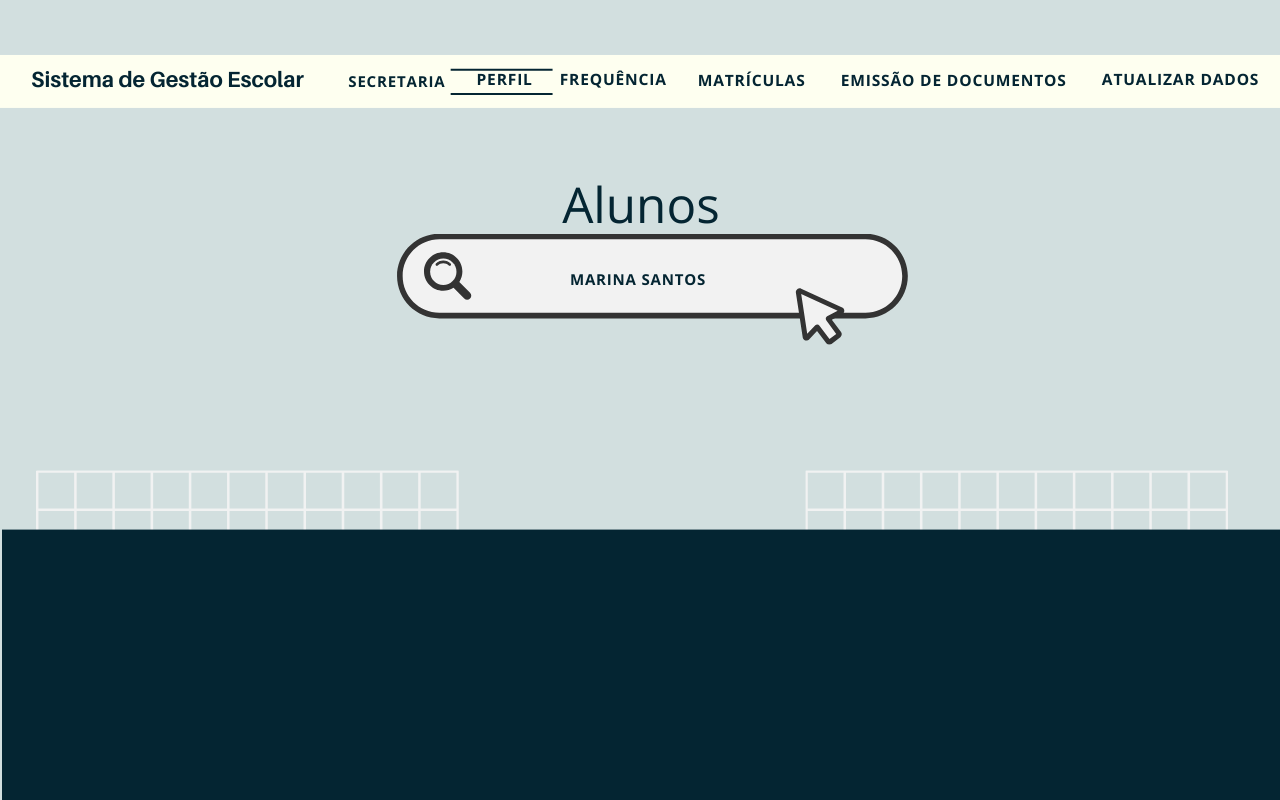 Sistema de Gestão Escolar SECRETARIA PERFIL FREQUÊNCIA MATRÍCULAS EMISSÃO DE DOCUMENTOS ATUALIZAR DADOS
Alunos
MARINA SANTOS